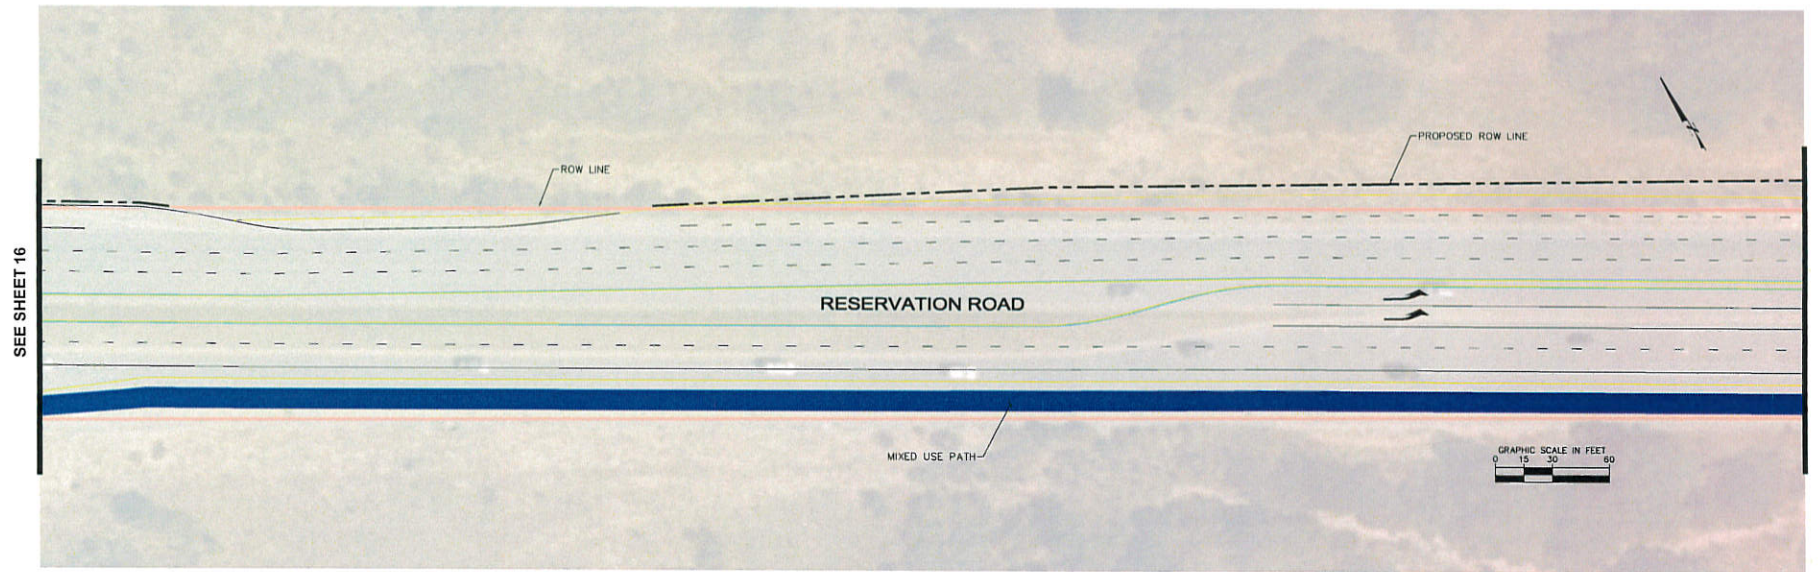 PROPOSED ROW LINE
ROW LINE
SEE SHEET 16
RESERVATION ROAD
MIXED USE PATH
GRAPHIC SCALE IN FEET
0 15 30 60